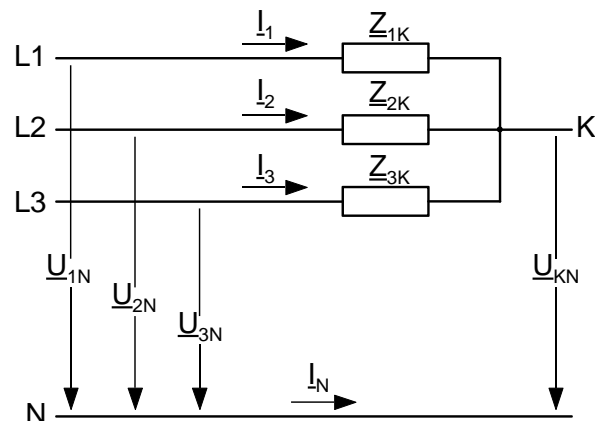 I1 Z1K
L1
I2 Z2K
L2 K
I3 Z3K
L3
U1N U2N U3N UKN
IN
N